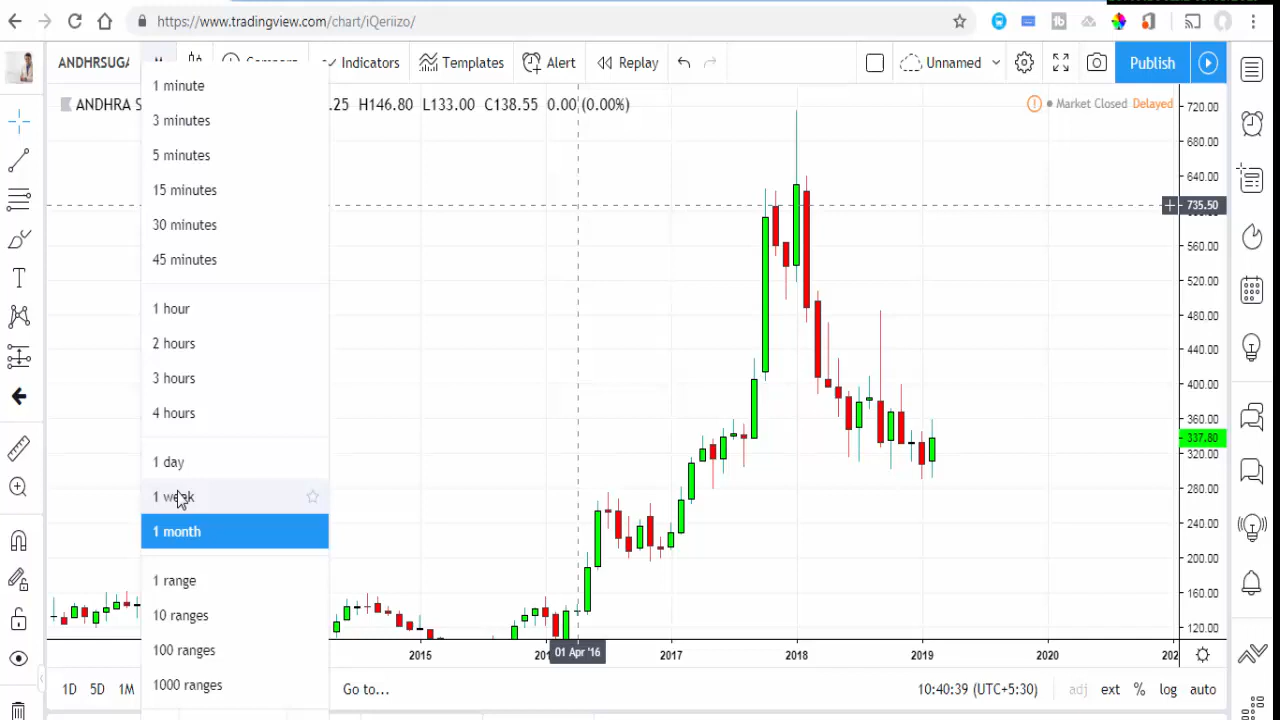 https://www.tradingview.com/chart/iQeriizo/
ANDHRSUGA
Indicators
Templates
Alert
Replay
Unnamed
Publish
ANDHRA
.25 H146.80 L133.00 C138.55 0.00 (0.00%)
Market Closed Delayed
1 minute
3 minutes
5 minutes
15 minutes
30 minutes
45 minutes
1 hour
2 hours
3 hours
4 hours
1 day
1 week
1 month
1 range
10 ranges
100 ranges
1000 ranges
720.00
680.00
640.00
735.50
560.00
520.00
480.00
440.00
400.00
360.00
337.80
320.00
280.00
240.00
200.00
160.00
120.00
2015
01 Apr '16
2017
2018
2019
2020
1D 5D 1M
Go to...
10:40:39 (UTC+5:30)
adj ext % log auto